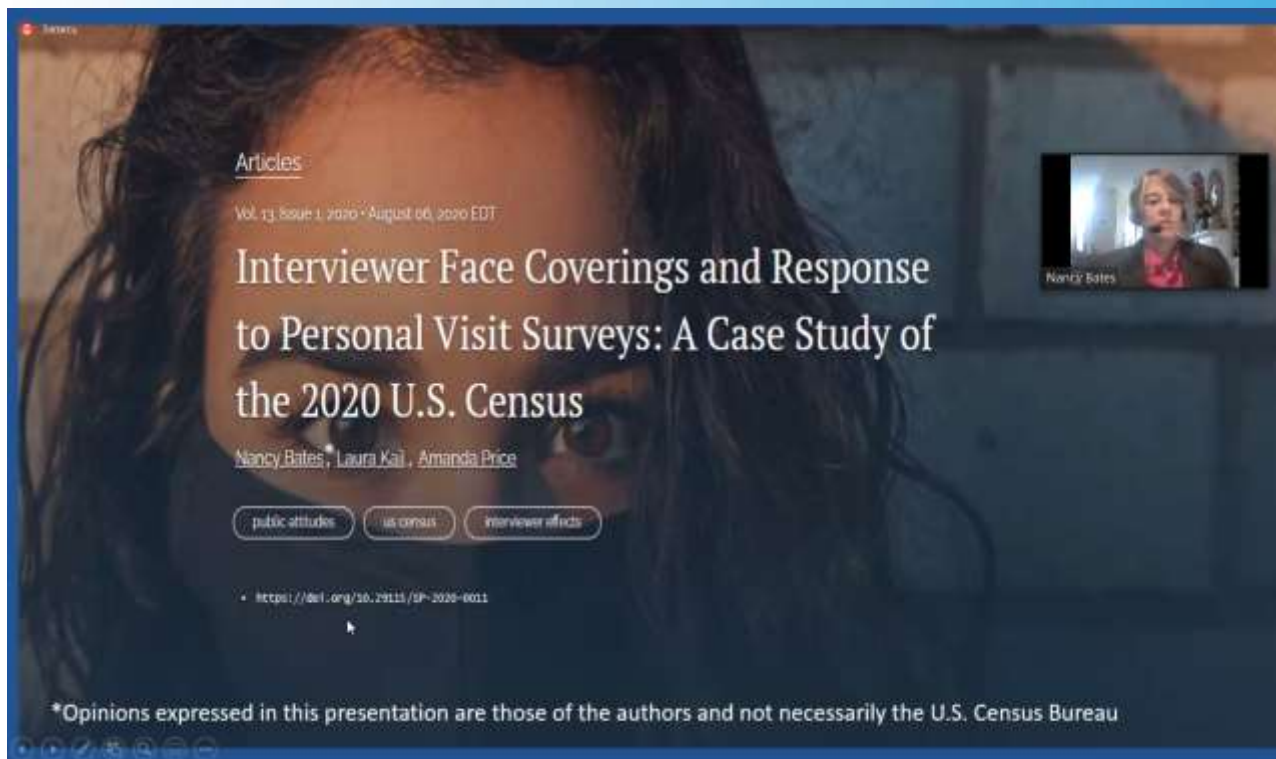 Articles
Vol. 13, Issue 1, 2020 • August 06, 2020 EDT
Interviewer Face Coverings and Response
to Personal Visit Surveys: A Case Study of
the 2020 U.S. Census
Nancy Bates*, Laura Kail, Amanda Price
public attitudes
us census
interviewer effects
• https://doi.org/10.29115/SP-2020-0011
Nancy Bates
*Opinions expressed in this presentation are those of the authors and not necessarily the U.S. Census Bureau